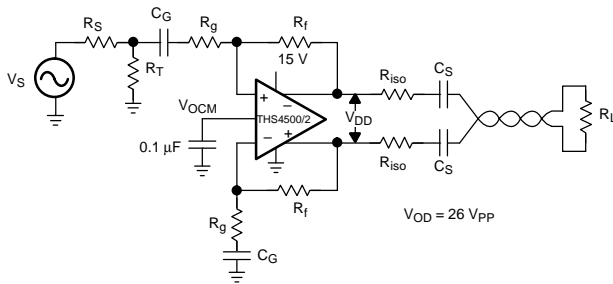 C_G
R_S
R_g
R_f
V_S
R_T
15 V
V_OCM
+
−
THS4500/2
−
+
0.1 µF
R_iso
C_S
V_DD
R_L
R_iso
C_S
R_f
R_g
C_G
V_OD = 26 V_PP